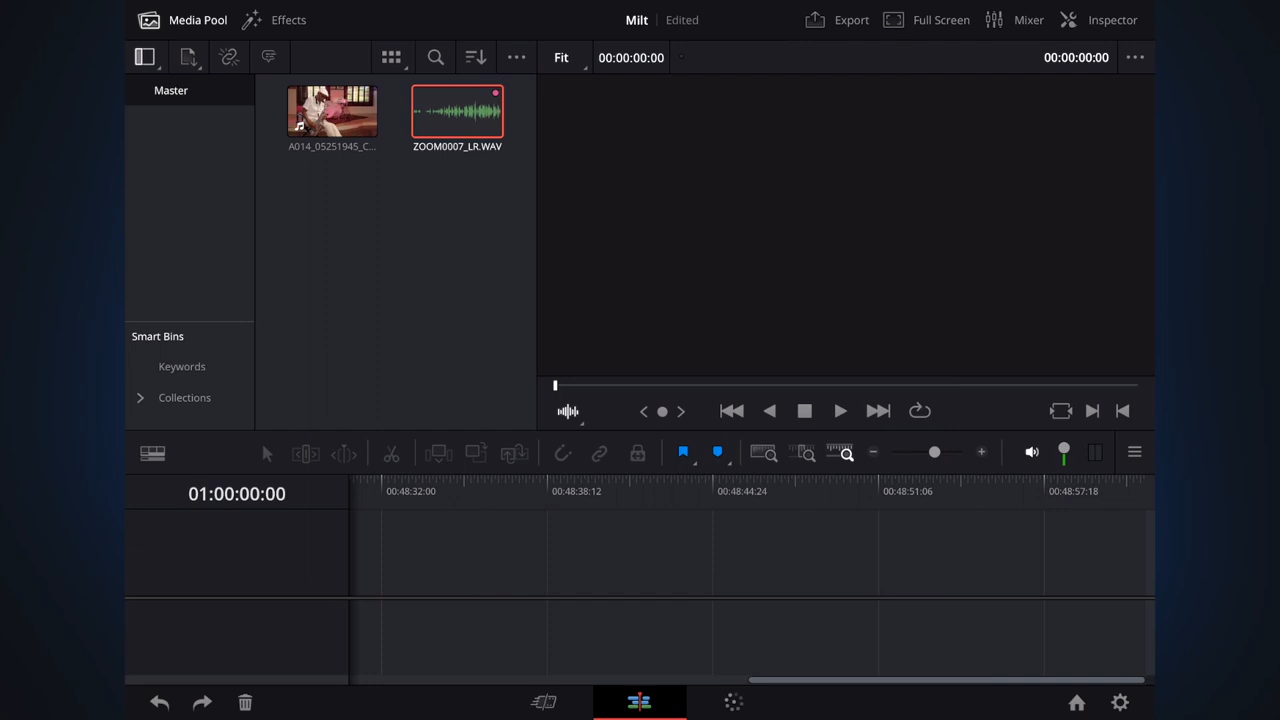 Media Pool Effects Milt Edited Export Full Screen Mixer Inspector
Fit 00:00:00:00 00:00:00:00
Master
A014_05251945_C... ZOOM0007_LR.WAV
Smart Bins
Keywords
Collections
01:00:00:00 00:48:32:00 00:48:38:12 00:48:44:24 00:48:51:06 00:48:57:18